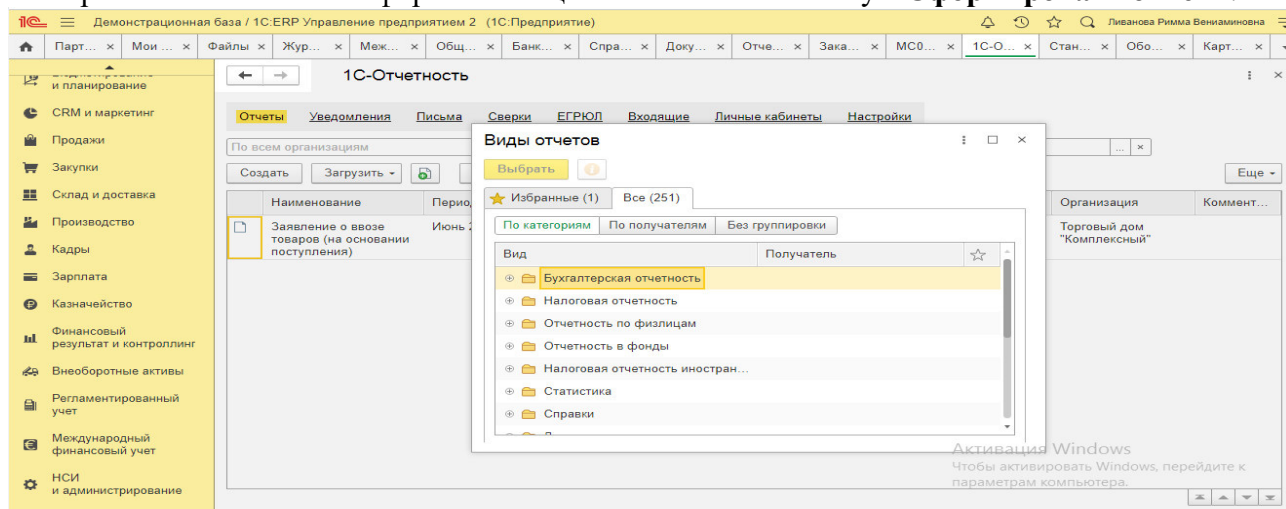 Демонстрационная база / 1С:ERP Управление предприятием 2 (1С:Предприятие)
Ливанова Римма Вениаминовна
Парт... × Мои ... × Файлы × Жур... × Меж... × Общ... × Банк... × Спра... × Доку... × Отче... × Зака... × МС0... × 1С-О... × Стан... × Обо... × Карт... ×
и планирование
CRM и маркетинг
Продажи
Закупки
Склад и доставка
Производство
Кадры
Зарплата
Казначейство
Финансовый
результат и контроллинг
Внеоборотные активы
Регламентированный
учет
Международный
финансовый учет
НСИ
и администрирование
1С-Отчетность
Отчеты Уведомления Письма Сверки ЕГРЮЛ Входящие Личные кабинеты Настройки
По всем организациям
Создать Загрузить
Еще
Наименование Перио
Организация Коммент...
Заявление о ввозе
товаров (на основании
поступления)
Июнь
Торговый дом
"Комплексный"
Виды отчетов
Выбрать
Избранные (1) Все (251)
По категориям По получателям Без группировки
Вид Получатель
Бухгалтерская отчетность
Налоговая отчетность
Отчетность по физлицам
Отчетность в фонды
Налоговая отчетность иностран...
Статистика
Справки
Активация Windows
Чтобы активировать Windows, перейдите к
параметрам компьютера.